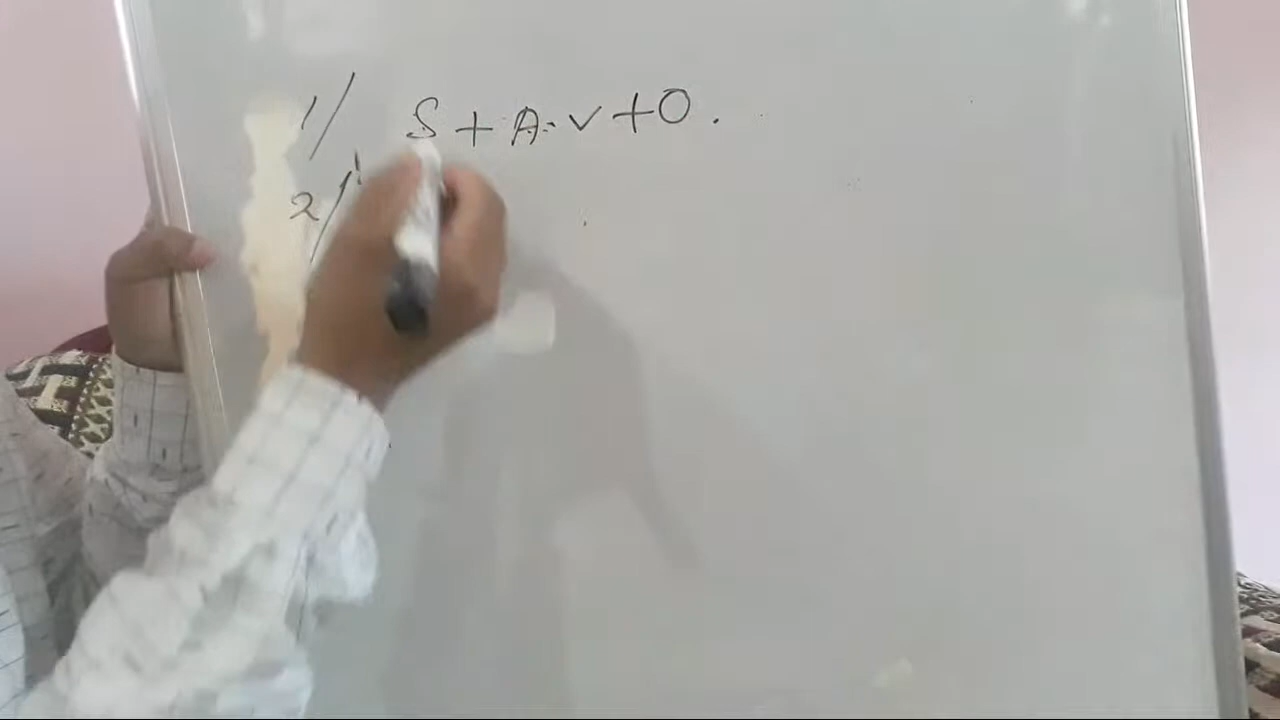 1/ S + A.V + O.
2/